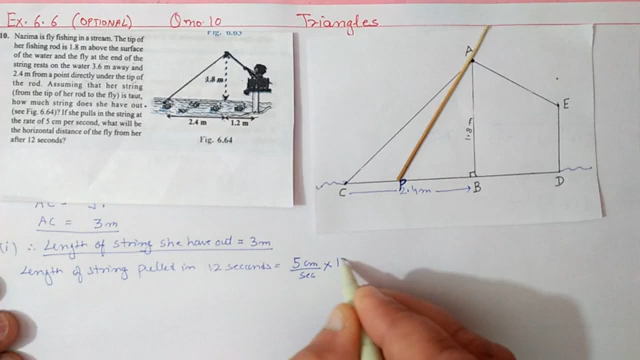 Ex. 6.6 (OPTIONAL) Q no. 10 Triangles
10. Nazima is fly fishing in a stream. The tip of
her fishing rod is 1.8 m above the surface
of the water and the fly at the end of the
string rests on the water 3.6 m away and
2.4 m from a point directly under the tip of
the rod. Assuming that her string
(from the tip of her rod to the fly) is taut,
how much string does she have out
(see Fig. 6.64)? If she pulls in the string at
the rate of 5 cm per second, what will be
the horizontal distance of the fly from her
after 12 seconds?
Fig. 6.63
1.8 m
2.4 m 1.2 m
Fig. 6.64
A
E
1.8
C
P
2.4m
B
D
AC =
AC = 3m
(i) ∴ Length of string she have out = 3m
Length of string pulled in 12 seconds = 5cm/sec × 1